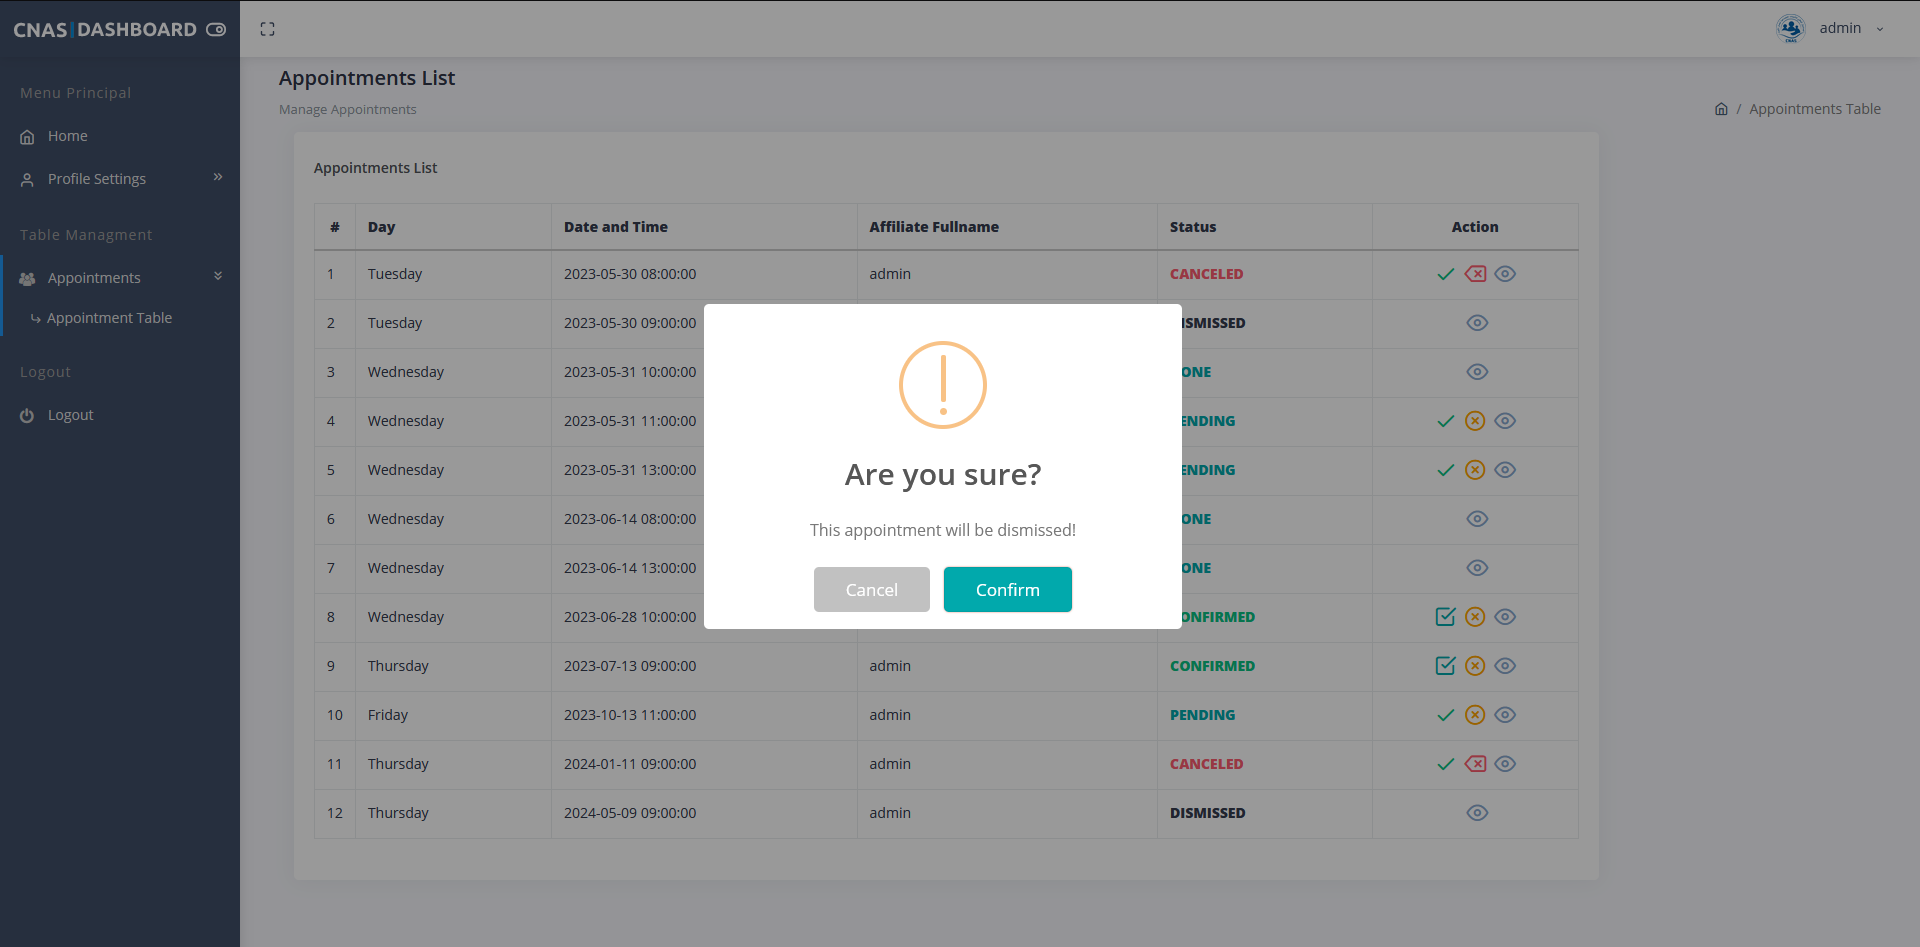 CNAS|DASHBOARD
admin
Menu Principal
Home
Profile Settings
Table Managment
Appointments
Appointment Table
Logout
Logout
Appointments List
Manage Appointments
/ Appointments Table
Appointments List
# Day Date and Time Affiliate Fullname Status Action
1 Tuesday 2023-05-30 08:00:00 admin CANCELED
2 Tuesday 2023-05-30 09:00:00 ISMISSED
3 Wednesday 2023-05-31 10:00:00 ONE
4 Wednesday 2023-05-31 11:00:00 ENDING
5 Wednesday 2023-05-31 13:00:00 ENDING
6 Wednesday 2023-06-14 08:00:00 ONE
7 Wednesday 2023-06-14 13:00:00 ONE
8 Wednesday 2023-06-28 10:00:00 ONFIRMED
9 Thursday 2023-07-13 09:00:00 admin CONFIRMED
10 Friday 2023-10-13 11:00:00 admin PENDING
11 Thursday 2024-01-11 09:00:00 admin CANCELED
12 Thursday 2024-05-09 09:00:00 admin DISMISSED
Are you sure?
This appointment will be dismissed!
Cancel Confirm